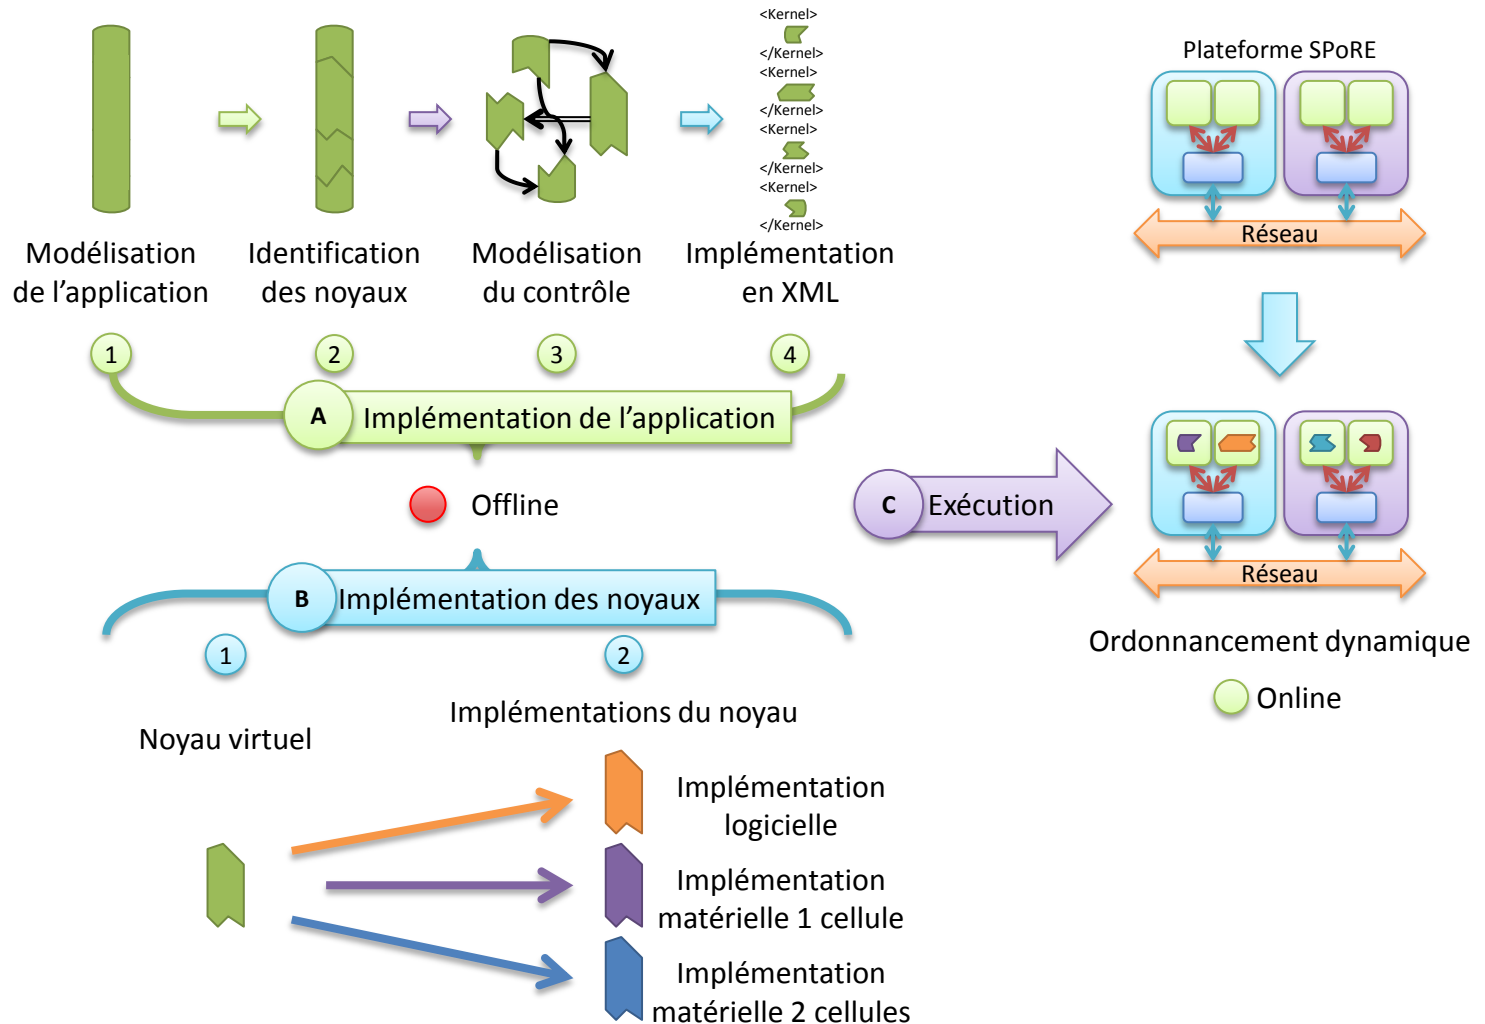 <Kernel>
</Kernel>
<Kernel>
</Kernel>
<Kernel>
</Kernel>
<Kernel>
</Kernel>
Modélisation
de l’application
Identification
des noyaux
Modélisation
du contrôle
Implémentation
en XML
1
2
3
4
A
Implémentation de l’application
Offline
B
Implémentation des noyaux
1
2
Noyau virtuel
Implémentations du noyau
Implémentation
logicielle
Implémentation
matérielle 1 cellule
Implémentation
matérielle 2 cellules
C
Exécution
Plateforme SPoRE
Réseau
Réseau
Ordonnancement dynamique
Online